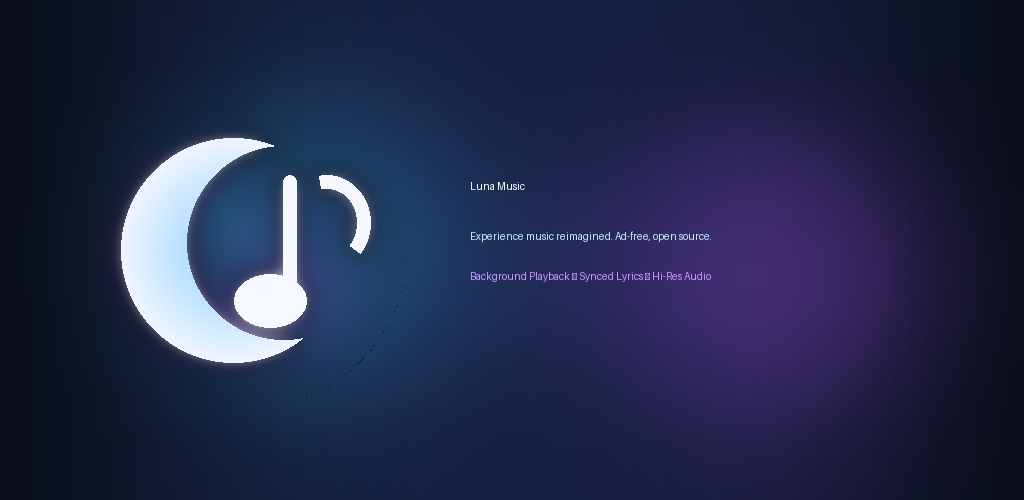 Luna Music
Experience music reimagined. Ad-free, open source.
Background Playback ▯ Synced Lyrics ▯ Hi-Res Audio